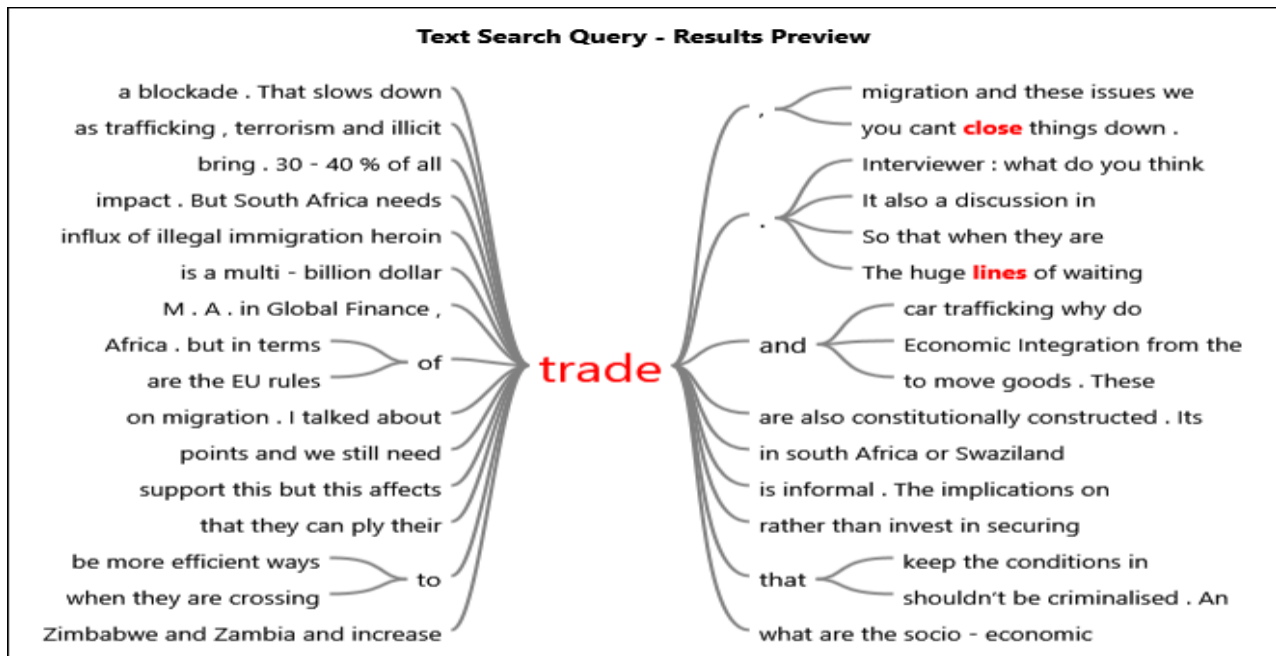 Text Search Query - Results Preview
a blockade . That slows down
as trafficking , terrorism and illicit
bring . 30 - 40 % of all
impact . But South Africa needs
influx of illegal immigration heroin
is a multi - billion dollar
M . A . in Global Finance ,
Africa . but in terms
are the EU rules
of
on migration . I talked about
points and we still need
support this but this affects
that they can ply their
be more efficient ways
when they are crossing
to
Zimbabwe and Zambia and increase
trade
,
migration and these issues we
you cant close things down .
.
Interviewer : what do you think
It also a discussion in
So that when they are
The huge lines of waiting
and
car trafficking why do
Economic Integration from the
to move goods . These
are also constitutionally constructed . Its
in south Africa or Swaziland
is informal . The implications on
rather than invest in securing
that
keep the conditions in
shouldn't be criminalised . An
what are the socio - economic